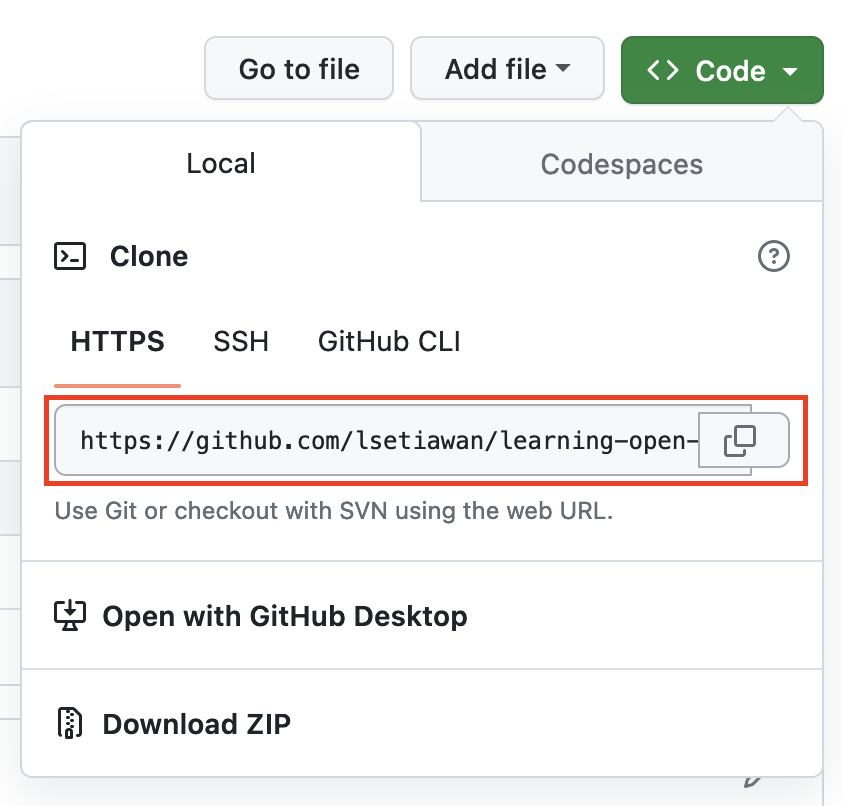 Go to file
Add file
<> Code
Local
Codespaces
Clone
HTTPS
SSH
GitHub CLI
https://github.com/lsetiawan/learning-open-
Use Git or checkout with SVN using the web URL.
Open with GitHub Desktop
Download ZIP